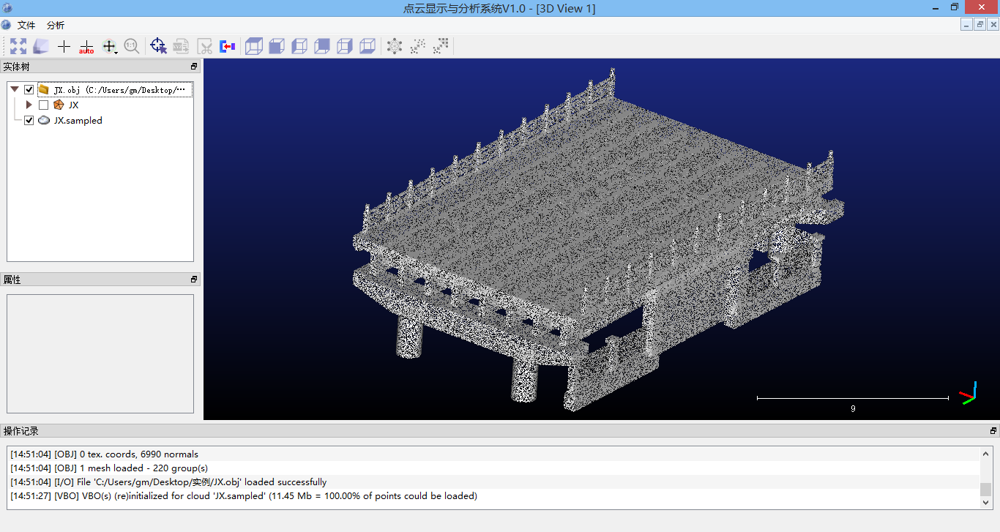 点云显示与分析系统V1.0 - [3D View 1]
文件 分析
auto
1:1
实体树
JX.obj (C:/Users/gm/Desktop/···
JX
JX.sampled
属性
9
操作记录
[14:51:04] [OBJ] 0 tex. coords, 6990 normals
[14:51:04] [OBJ] 1 mesh loaded - 220 group(s)
[14:51:04] [I/O] File 'C:/Users/gm/Desktop/实例/JX.obj' loaded successfully
[14:51:27] [VBO] VBO(s) (re)initialized for cloud 'JX.sampled' (11.45 Mb = 100.00% of points could be loaded)